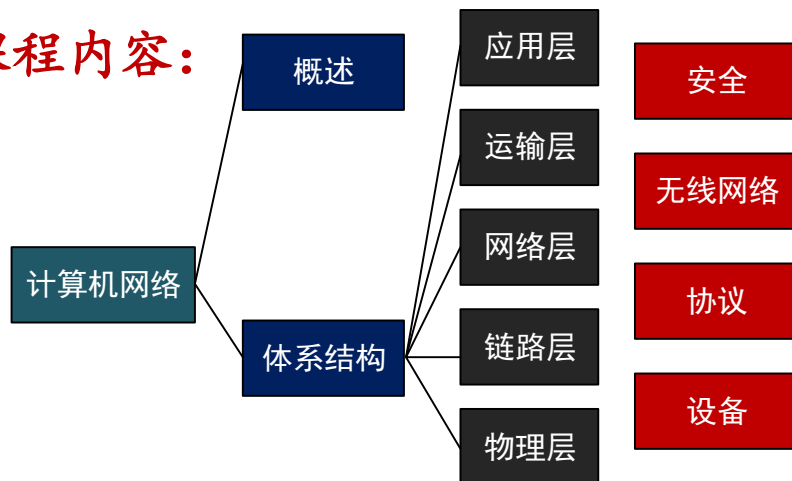 课程内容：
概述
应用层
安全
运输层
无线网络
网络层
计算机网络
协议
体系结构
链路层
设备
物理层